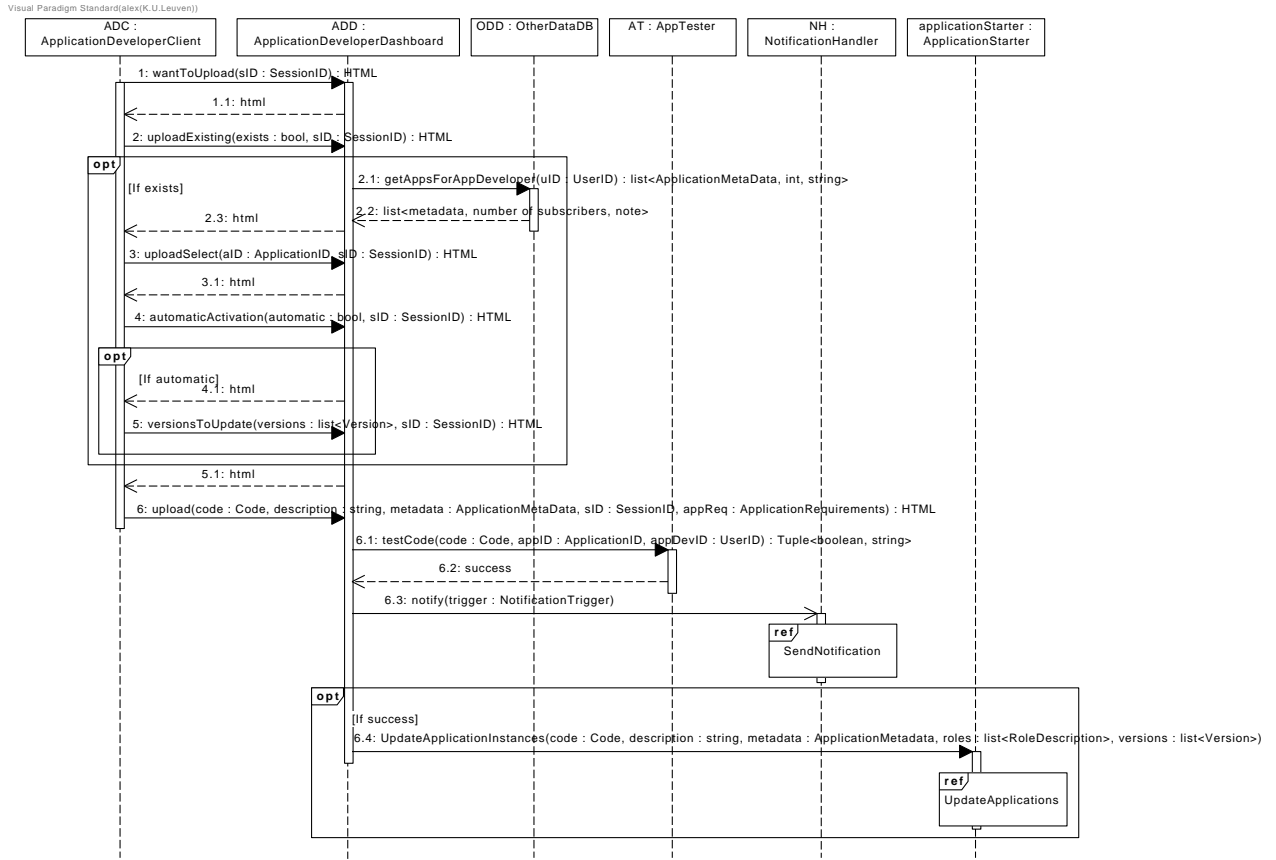 Visual Paradigm Standard(alex(K.U.Leuven))
ADC :
ApplicationDeveloperClient
ADD :
ApplicationDeveloperDashboard
ODD : OtherDataDB
AT : AppTester
NH :
NotificationHandler
applicationStarter :
ApplicationStarter
1: wantToUpload(sID : SessionID) : HTML
1.1: html
2: uploadExisting(exists : bool, sID : SessionID) : HTML
opt
[If exists]
2.1: getAppsForAppDeveloper(uID : UserID) : list<ApplicationMetaData, int, string>
2.2: list<metadata, number of subscribers, note>
2.3: html
3: uploadSelect(aID : ApplicationID, sID : SessionID) : HTML
3.1: html
4: automaticActivation(automatic : bool, sID : SessionID) : HTML
opt
[If automatic]
4.1: html
5: versionsToUpdate(versions : list<Version>, sID : SessionID) : HTML
5.1: html
6: upload(code : Code, description : string, metadata : ApplicationMetaData, sID : SessionID, appReq : ApplicationRequirements) : HTML
6.1: testCode(code : Code, appID : ApplicationID, appDevID : UserID) : Tuple<boolean, string>
6.2: success
6.3: notify(trigger : NotificationTrigger)
ref
SendNotification
opt
[If success]
6.4: UpdateApplicationInstances(code : Code, description : string, metadata : ApplicationMetadata, roles : list<RoleDescription>, versions : list<Version>)
ref
UpdateApplications